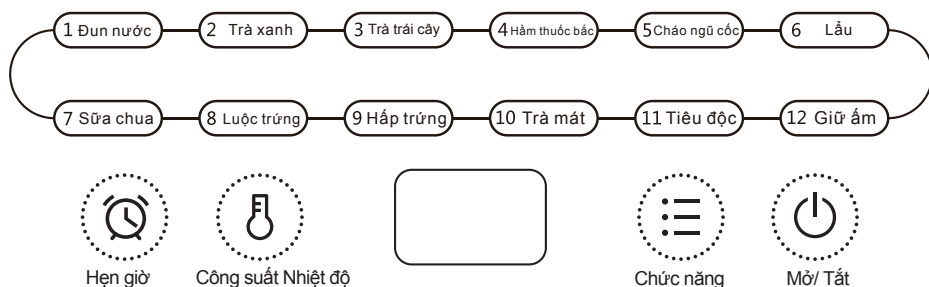 1 Đun nước
2 Trà xanh
3 Trà trái cây
4 Hầm thuốc bắc
5 Cháo ngũ cốc
6 Lẩu
7 Sữa chua
8 Luộc trứng
9 Hấp trứng
10 Trà mát
11 Tiêu độc
12 Giữ ấm
Hẹn giờ
Công suất Nhiệt độ
Chức năng
Mở/ Tắt